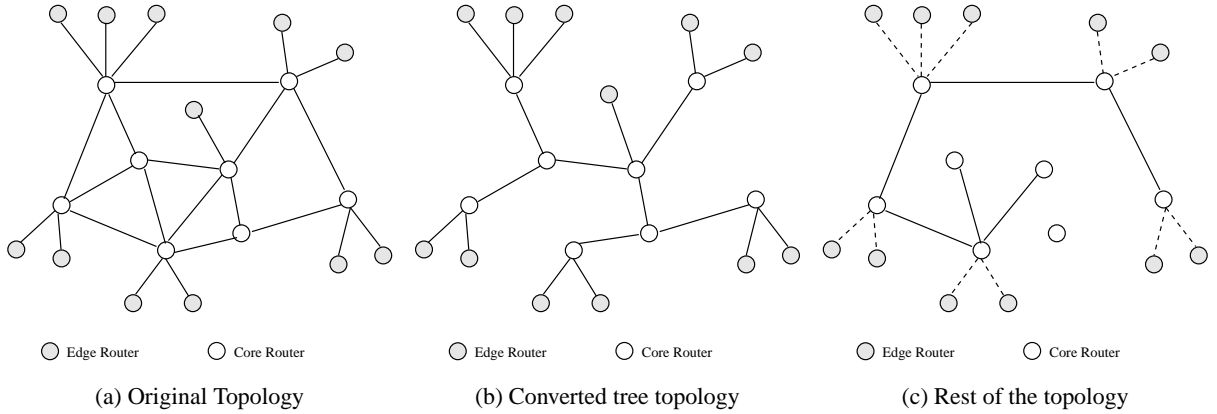 Edge Router
Core Router
Edge Router
Core Router
Edge Router
Core Router
(a) Original Topology
(b) Converted tree topology
(c) Rest of the topology